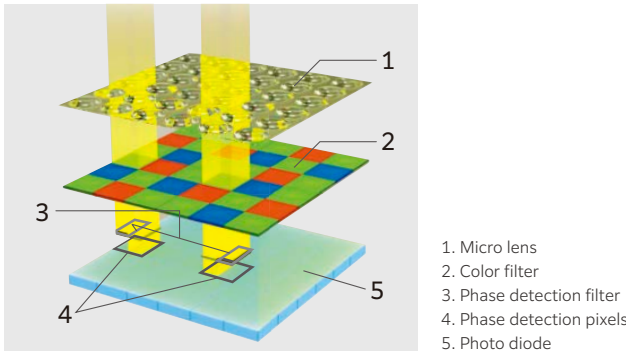 1
2
3
4
5
1. Micro lens
2. Color filter
3. Phase detection filter
4. Phase detection pixels
5. Photo diode